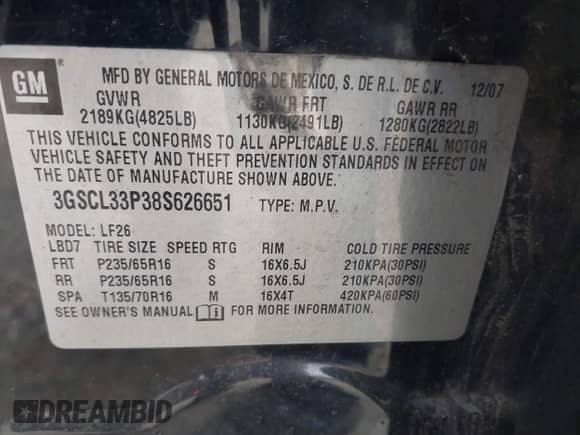 GM
MFD BY GENERAL MOTORS DE MEXICO, S. DE R.L. DE C.V. 12/07
GVWR GAWR FRT GAWR RR
2189KG(4825LB) 1130KG(2491LB) 1280KG(2822LB)
THIS VEHICLE CONFORMS TO ALL APPLICABLE U.S. FEDERAL MOTOR
VEHICLE SAFETY AND THEFT PREVENTION STANDARDS IN EFFECT ON
THE DATE OF MANUFACTURE SHOWN ABOVE.
3GSCL33P38S626651 TYPE: M.P.V.
MODEL: LF26
LBD7 TIRE SIZE SPEED RTG RIM COLD TIRE PRESSURE
FRT P235/65R16 S 16X6.5J 210KPA(30PSI)
RR P235/65R16 S 16X6.5J 210KPA(30PSI)
SPA T135/70R16 M 16X4T 420KPA(60PSI)
SEE OWNER'S MANUAL FOR MORE INFORMATION.
DREAMBID